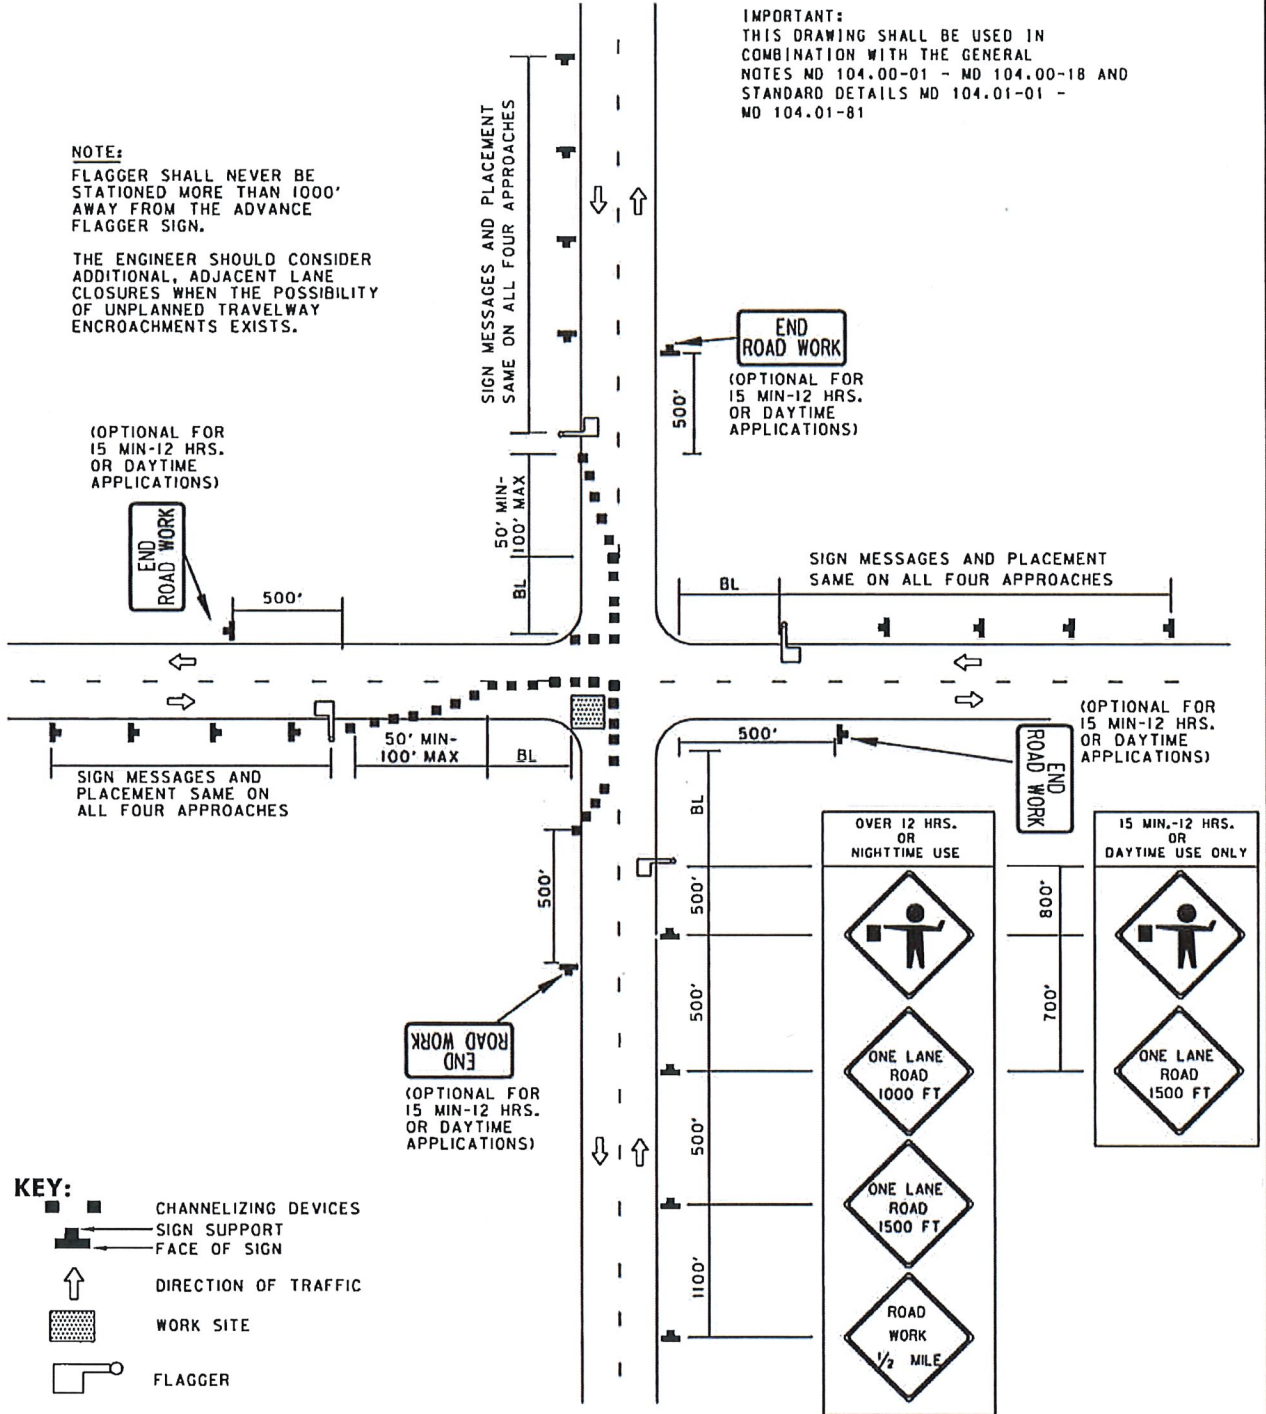 IMPORTANT:
THIS DRAWING SHALL BE USED IN
COMBINATION WITH THE GENERAL
NOTES MD 104.00-01 - MD 104.00-18 AND
STANDARD DETAILS MD 104.01-01 -
MD 104.01-81
NOTE:
FLAGGER SHALL NEVER BE
STATIONED MORE THAN 1000'
AWAY FROM THE ADVANCE
FLAGGER SIGN.
THE ENGINEER SHOULD CONSIDER
ADDITIONAL, ADJACENT LANE
CLOSURES WHEN THE POSSIBILITY
OF UNPLANNED TRAVELWAY
ENCROACHMENTS EXISTS.
SIGN MESSAGES AND PLACEMENT
SAME ON ALL FOUR APPROACHES
END
ROAD WORK
(OPTIONAL FOR
15 MIN-12 HRS.
OR DAYTIME
APPLICATIONS)
500'
(OPTIONAL FOR
15 MIN-12 HRS.
OR DAYTIME
APPLICATIONS)
END
ROAD WORK
500'
50' MIN-
100' MAX
BL
BL
SIGN MESSAGES AND PLACEMENT
SAME ON ALL FOUR APPROACHES
50' MIN-
100' MAX
BL
SIGN MESSAGES AND
PLACEMENT SAME ON
ALL FOUR APPROACHES
500'
(OPTIONAL FOR
15 MIN-12 HRS.
OR DAYTIME
APPLICATIONS)
END
ROAD WORK
BL
500'
500'
500'
1100'
500'
END
ROAD WORK
(OPTIONAL FOR
15 MIN-12 HRS.
OR DAYTIME
APPLICATIONS)
OVER 12 HRS.
OR
NIGHTTIME USE
ONE LANE
ROAD
1000 FT
ONE LANE
ROAD
1500 FT
ROAD
WORK
1/2 MILE
800'
700'
15 MIN.-12 HRS.
OR
DAYTIME USE ONLY
ONE LANE
ROAD
1500 FT
KEY:
CHANNELIZING DEVICES
SIGN SUPPORT
FACE OF SIGN
DIRECTION OF TRAFFIC
WORK SITE
FLAGGER